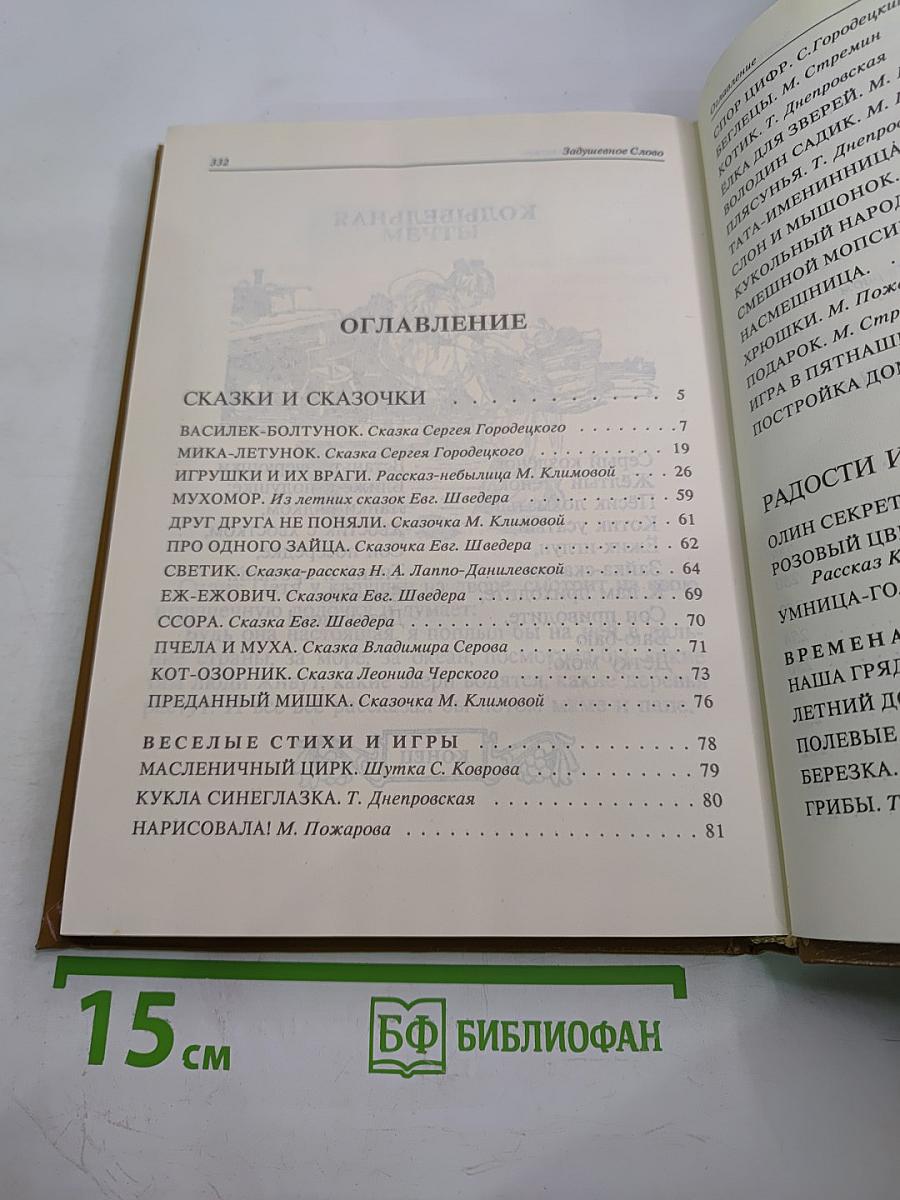 332
Задушевное Слово
ОГЛАВЛЕНИЕ
СКАЗКИ И СКАЗОЧКИ . . . . . . . . . . . . 5
ВАСИЛЕК-БОЛТУНОК. Сказка Сергея Городецкого . . . . . . . . 7
МИКА-ЛЕТУНОК. Сказка Сергея Городецкого . . . . . . . . . . . 19
ИГРУШКИ И ИХ ВРАГИ. Рассказ-небылица М. Климовой . . . . . 26
МУХОМОР. Из летних сказок Евг. Шведера . . . . . . . . . . . . 59
ДРУГ ДРУГА НЕ ПОНЯЛИ. Сказочка М. Климовой . . . . . . . . 61
ПРО ОДНОГО ЗАЙЦА. Сказочка Евг. Шведера . . . . . . . . . . 62
СВЕТИК. Сказка-рассказ Н. А. Лаппо-Данилевской . . . . . . . . 64
ЕЖ-ЕЖОВИЧ. Сказочка Евг. Шведера . . . . . . . . . . . . . . . 69
ССОРА. Сказка Евг. Шведера . . . . . . . . . . . . . . . . . . . 70
ПЧЕЛА И МУХА. Сказка Владимира Серова . . . . . . . . . . . . 71
КОТ-ОЗОРНИК. Сказка Леонида Черского . . . . . . . . . . . . . 73
ПРЕДАННЫЙ МИШКА. Сказочка М. Климовой . . . . . . . . . . 76
ВЕСЕЛЫЕ СТИХИ И ИГРЫ . . . . . . . . . . . . . . . 78
МАСЛЕНИЧНЫЙ ЦИРК. Шутка С. Коврова . . . . . . . . . . . 79
КУКЛА СИНЕГЛАЗКА. Т. Днепровская . . . . . . . . . . . . . . 80
НАРИСОВАЛА! М. Пожарова . . . . . . . . . . . . . . . . . . . . 81
Оглавление
СПОР ЦИФР. С.Городецкий
БЕГЛЕЦЫ. М. Стремин
КОТИК. Т. Днепровская
ЕЛКА ДЛЯ ЗВЕРЕЙ. М.
ВОЛОДИН САДИК. М.
ПЛЯСУНЬЯ. Т. Днепров
ТАТА-ИМЕНИННИЦА
СЛОН И МЫШОНОК.
КУКОЛЬНЫЙ НАРОД
СМЕШНОЙ МОПСИ
НАСМЕШНИЦА. .
ХРЮШКИ. М. Пожа
ПОДАРОК. М. Стр
ИГРА В ПЯТНАШ
ПОСТРОЙКА ДОМ
РАДОСТИ И
ОЛИН СЕКРЕТ
РОЗОВЫЙ ЦВ
Рассказ К
УМНИЦА-ГОЛ
ВРЕМЕНА
НАША ГРЯД
ЛЕТНИЙ ДО
ПОЛЕВЫЕ
БЕРЕЗКА.
ГРИБЫ. Т
15 см
БФ БИБЛИОФАН